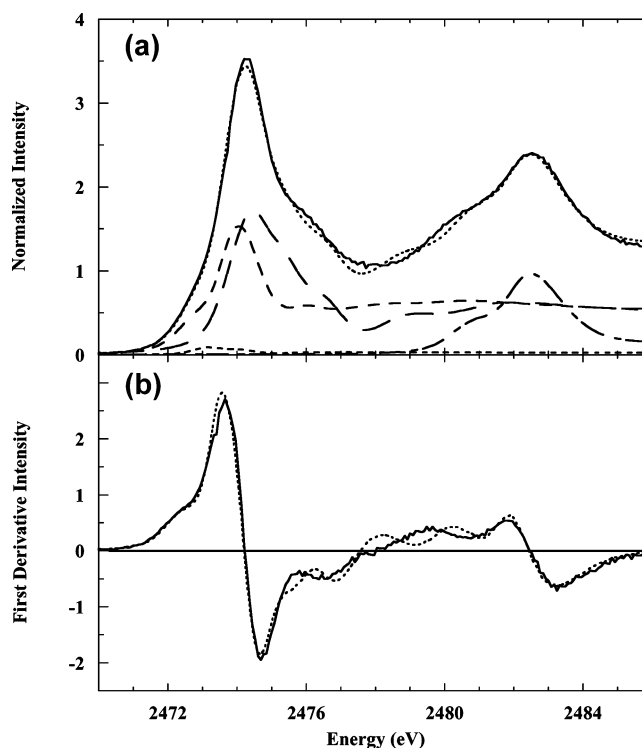 (a)
Normalized Intensity
4
3
2
1
0
(b)
First Derivative Intensity
2
1
0
-1
-2
2472 2476 2480 2484
Energy (eV)